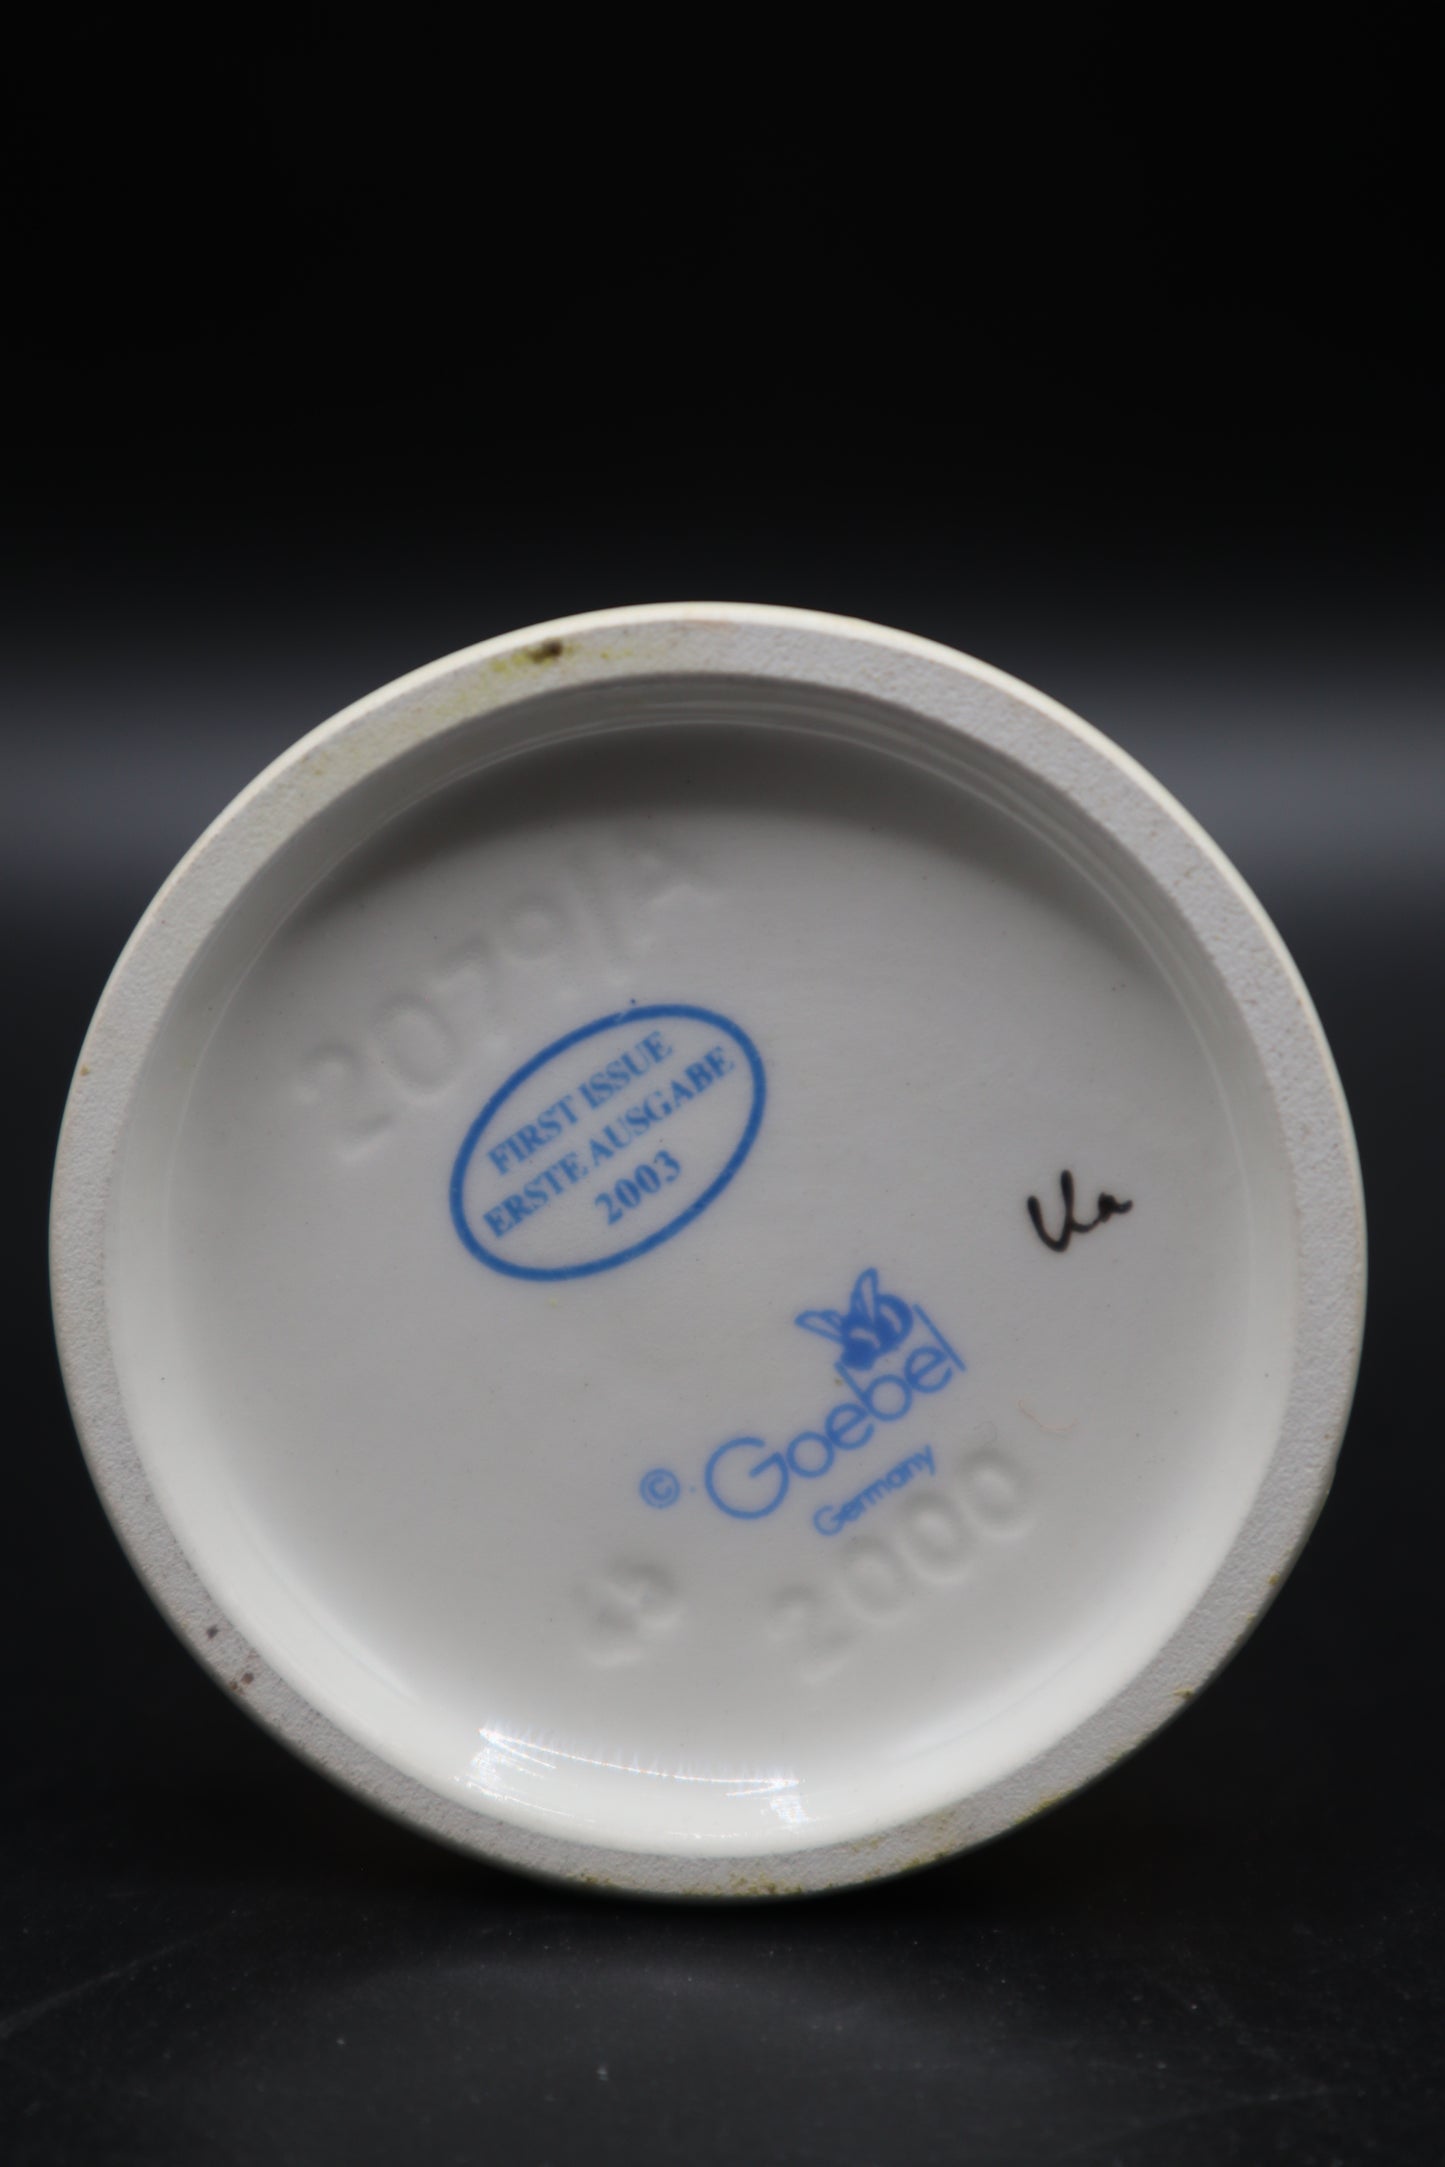 2079/A
FIRST ISSUE
ERSTE AUSGABE
2003
© Goebel
Germany
2000